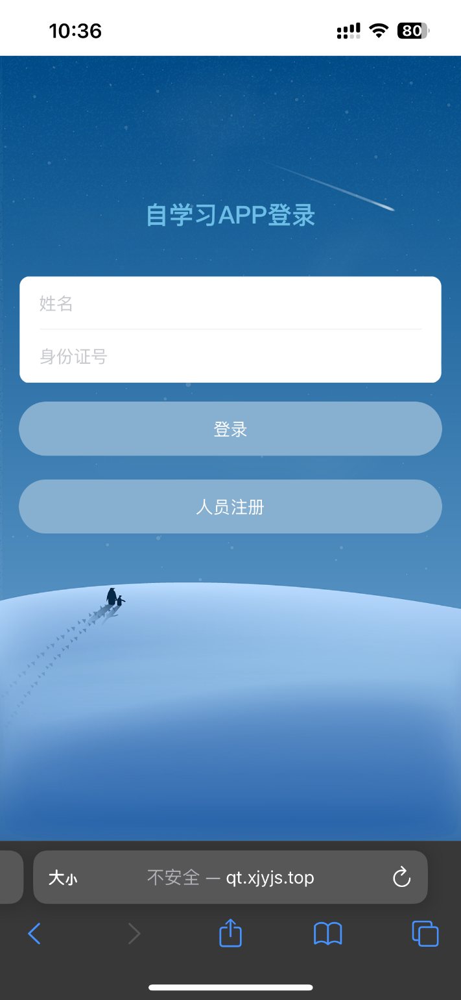 10:36
80
自学习APP登录
姓名
身份证号
登录
人员注册
大小 不安全 — qt.xjyjs.top